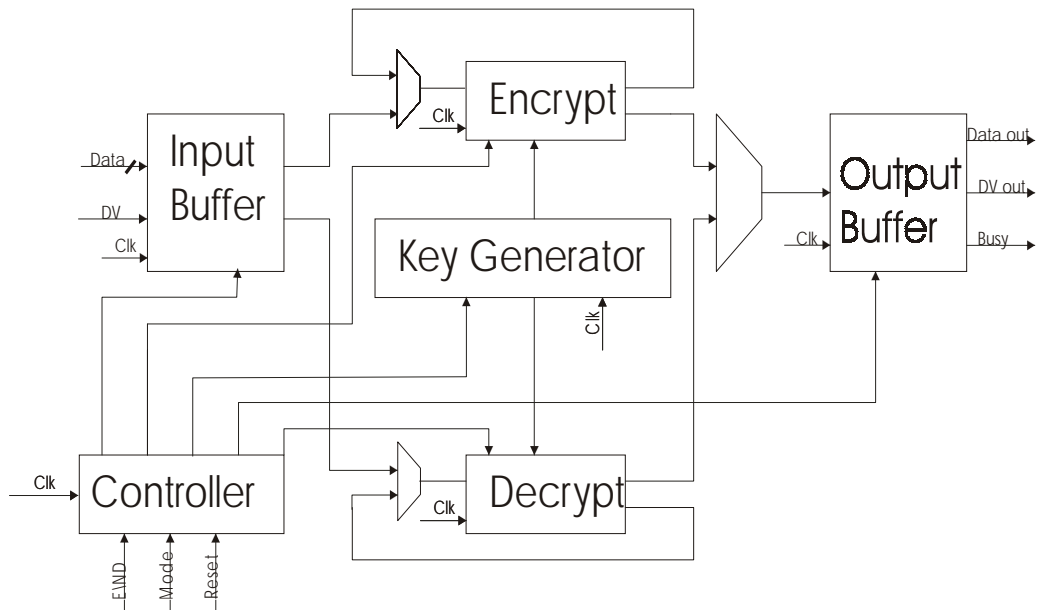 Encrypt
Clk
Input
Buffer
Data
DV
Clk
Output
Buffer
Data out
DV out
Busy
Clk
Key Generator
Clk
Controller
Clk
E\ND
Mode
Reset
Decrypt
Clk